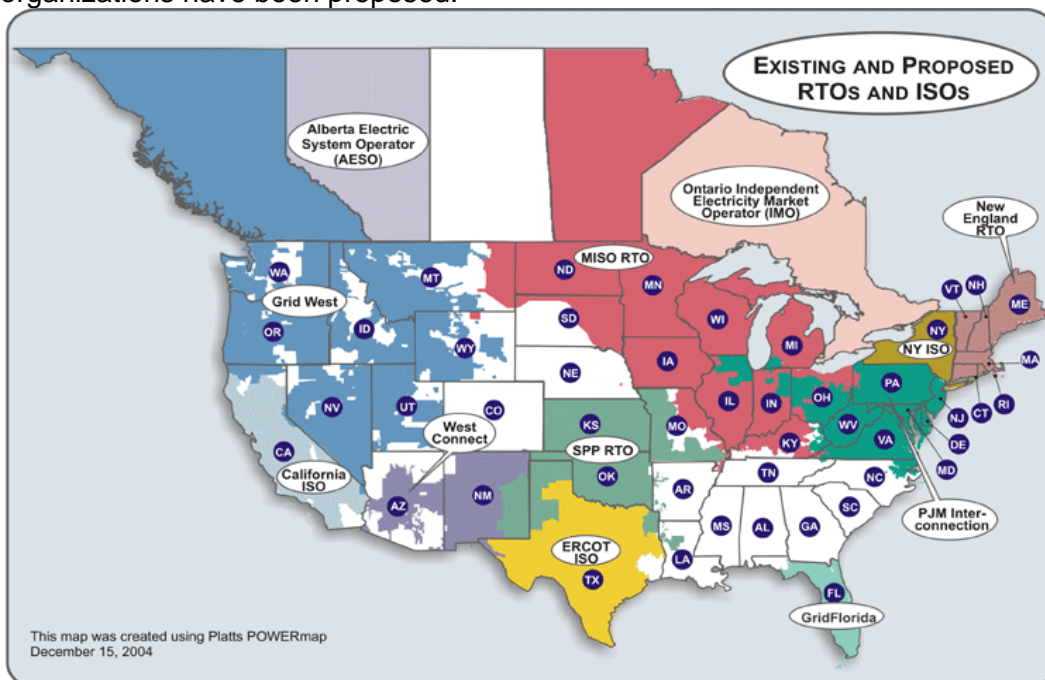 organizations have been proposed.
EXISTING AND PROPOSED
RTOS AND ISOS
Alberta Electric
System Operator
(AESO)
Ontario Independent
Electricity Market
Operator (IMO)
New
England
RTO
MISO RTO
Grid West
NY ISO
West
Connect
SPP RTO
California
ISO
PJM Inter-
connection
ERCOT
ISO
GridFlorida
WA
MT
ND
MN
VT
NH
ME
OR
ID
SD
WI
MI
NY
MA
WY
IA
NE
PA
RI
NV
UT
CO
IL
IN
OH
CT
NJ
CA
KS
MO
WV
VA
DE
KY
MD
AZ
NM
OK
AR
TN
NC
SC
MS
AL
GA
LA
TX
FL
This map was created using Platts POWERmap
December 15, 2004